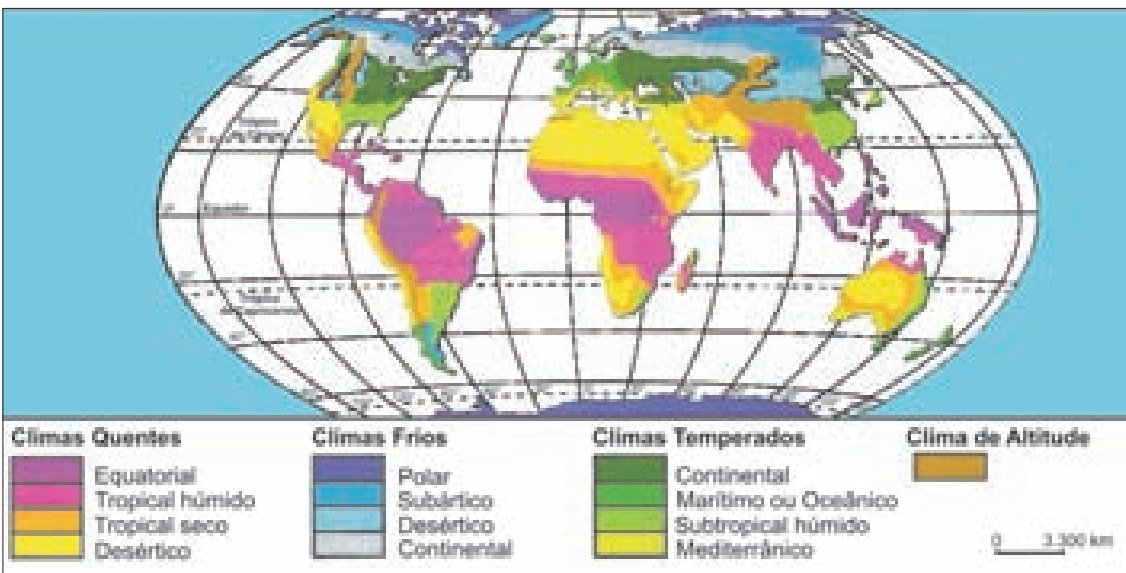 Equador
Climas Quentes
Equatorial
Tropical húmido
Tropical seco
Desértico
Climas Frios
Polar
Subártico
Desértico
Continental
Climas Temperados
Continental
Marítimo ou Oceânico
Subtropical húmido
Mediterrânico
Clima de Altitude
0 3.300 km